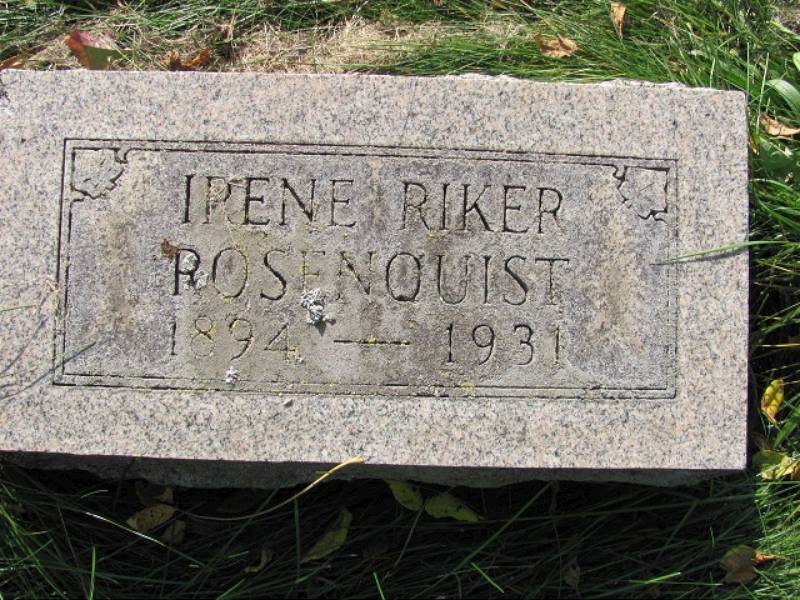 IRENE RIKER
ROSENQUIST
1894 — 1931